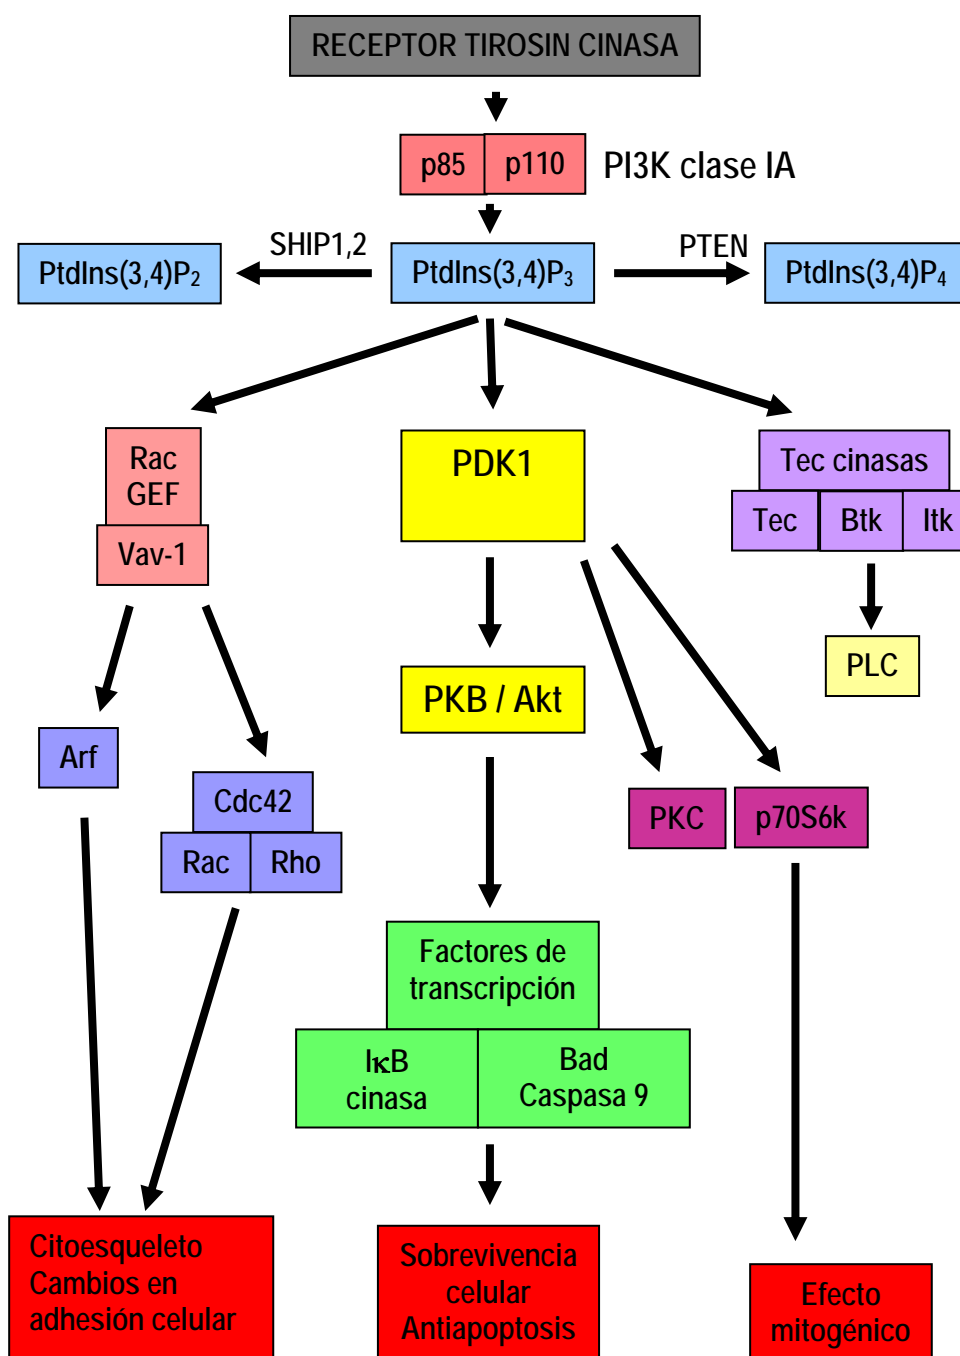 RECEPTOR TIROSIN CINASA
p85 p110 PI3K clase IA
SHIP1,2 PTEN
PtdIns(3,4)P₂ PtdIns(3,4)P₃ PtdIns(3,4)P₄
Rac
GEF
Vav-1
PDK1
Tec cinasas
Tec Btk Itk
PLC
PKB / Akt
Arf
Cdc42
Rac Rho
PKC p70S6k
Factores de
transcripción
IκB
cinasa
Bad
Caspasa 9
Citoesqueleto
Cambios en
adhesión celular
Sobrevivencia
celular
Antiapoptosis
Efecto
mitogénico